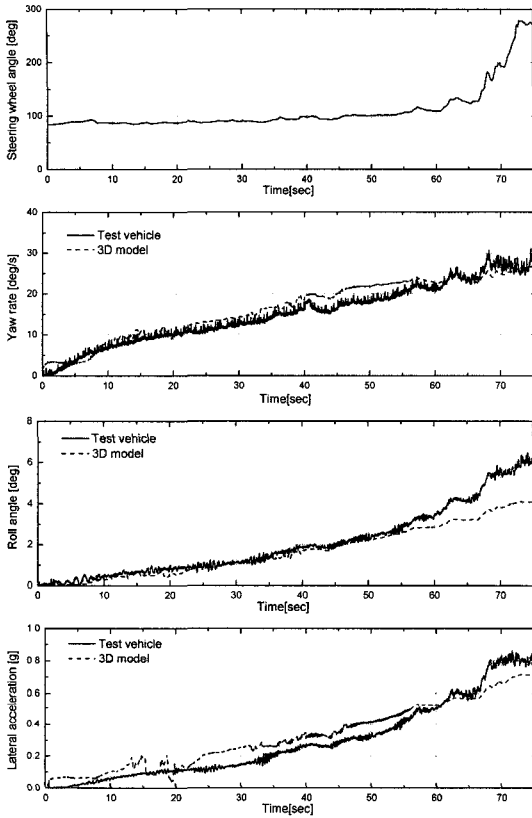 300
200
100
0
Steering wheel angle [deg]
0 10 20 30 40 50 60 70
Time[sec]
40
30
20
10
0
Yaw rate [deg/s]
Test vehicle
3D model
0 10 20 30 40 50 60 70
Time[sec]
8
6
4
2
0
Roll angle [deg]
Test vehicle
3D model
0 10 20 30 40 50 60 70
Time[sec]
1.0
0.8
0.6
0.4
0.2
0.0
Lateral acceleration [g]
Test vehicle
3D model
0 10 20 30 40 50 60 70
Time[sec]